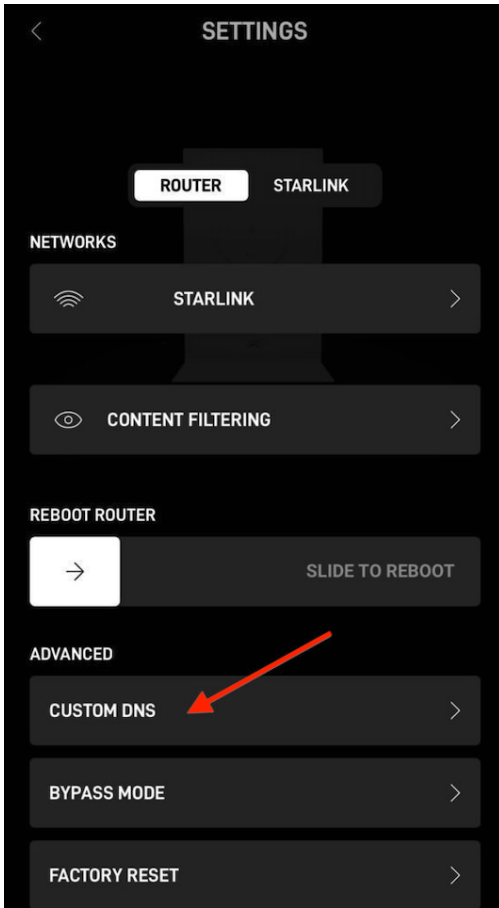 SETTINGS
ROUTER STARLINK
NETWORKS
STARLINK
CONTENT FILTERING
REBOOT ROUTER
SLIDE TO REBOOT
ADVANCED
CUSTOM DNS
BYPASS MODE
FACTORY RESET